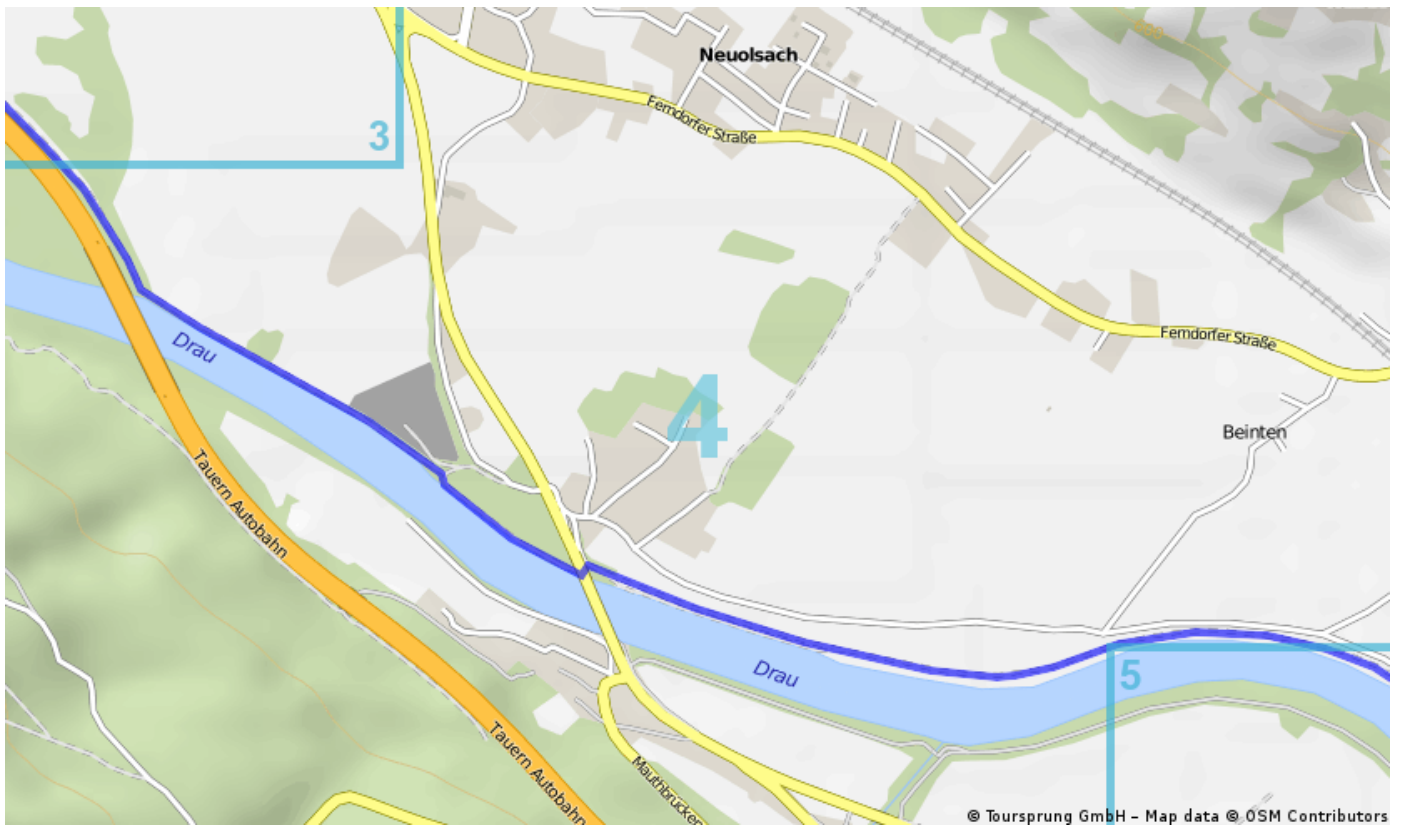 Neuolsach
Ferndorfer Straße
3
Drau
Ferndorfer Straße
4
Beinten
Tauern Autobahn
Drau
5
Tauern Autobahn
Mauthbrücken
© Toursprung GmbH – Map data © OSM Contributors